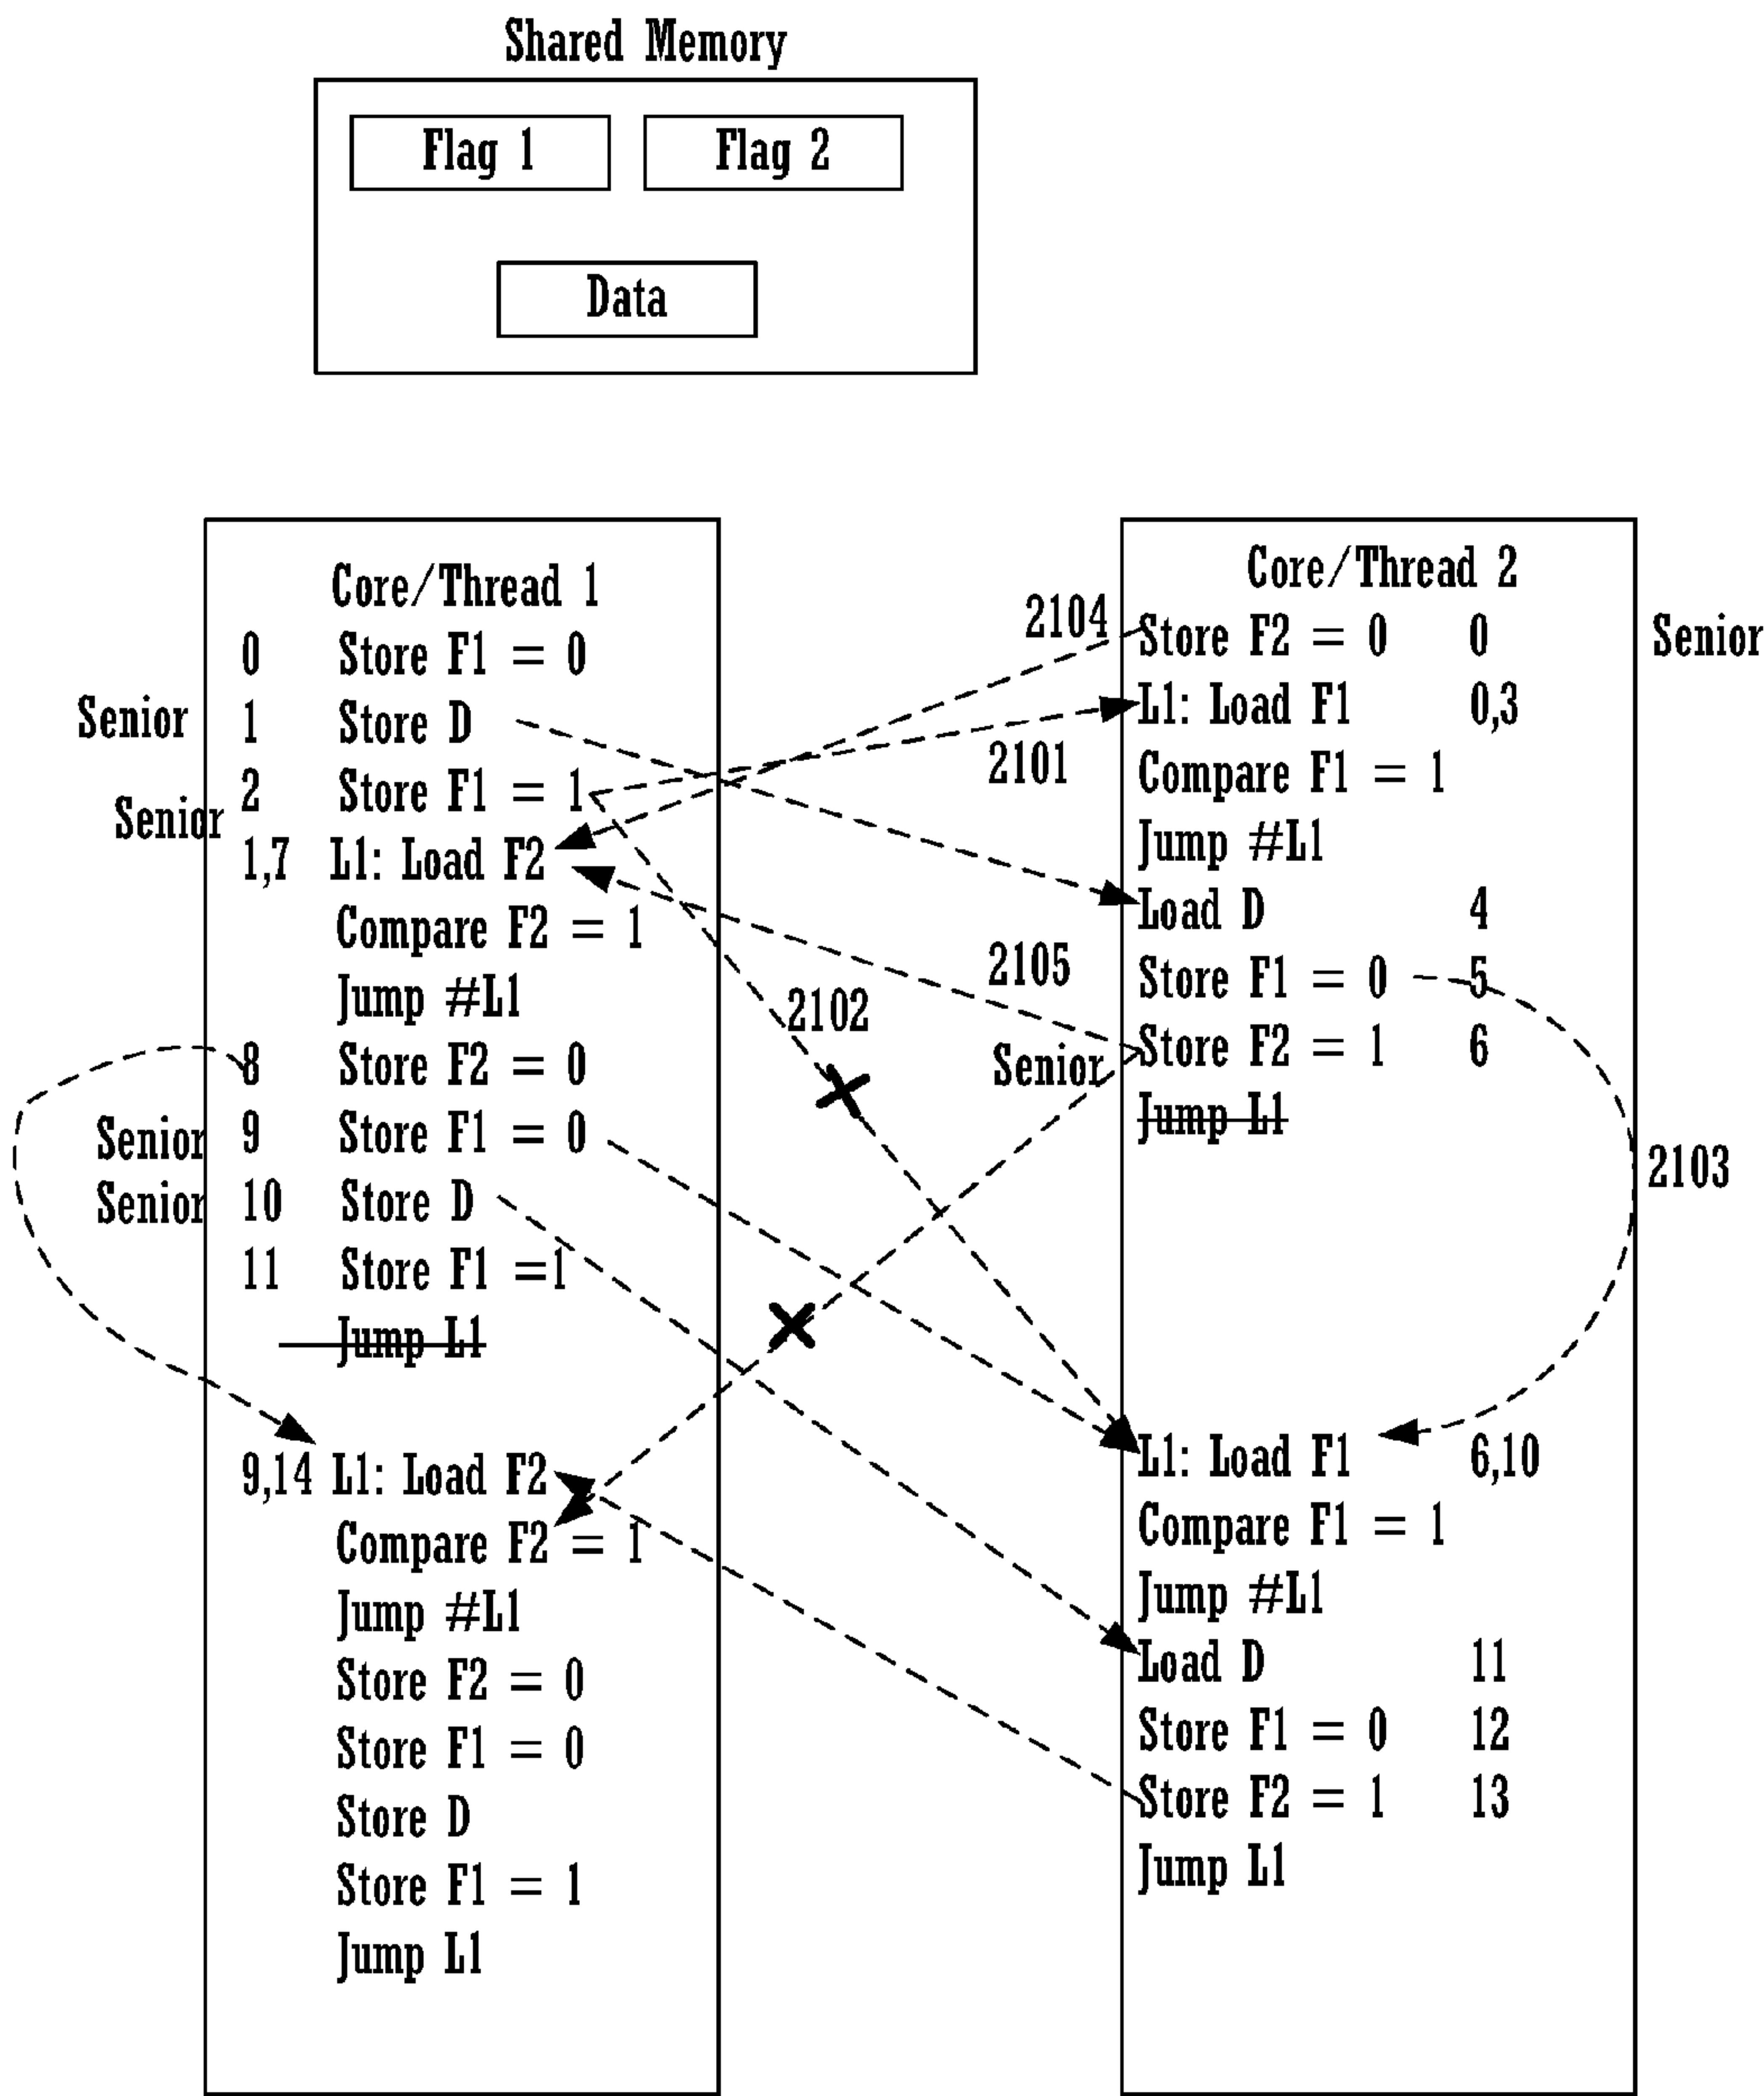 Shared Memory
Flag 1 Flag 2
Data
Core/Thread 1
0 Store F1 = 0
Senior 1 Store D
2 Store F1 = 1
Senior
1,7 L1: Load F2
Compare F2 = 1
Jump #L1
8 Store F2 = 0
Senior 9 Store F1 = 0
Senior 10 Store D
11 Store F1 =1
Jump L1
9,14 L1: Load F2
Compare F2 = 1
Jump #L1
Store F2 = 0
Store F1 = 0
Store D
Store F1 = 1
Jump L1
2104
2101
2105
2102
Senior
Core/Thread 2
Store F2 = 0 0 Senior
L1: Load F1 0,3
Compare F1 = 1
Jump #L1
Load D 4
Store F1 = 0 5
Store F2 = 1 6
Jump L1
2103
L1: Load F1 6,10
Compare F1 = 1
Jump #L1
Load D 11
Store F1 = 0 12
Store F2 = 1 13
Jump L1